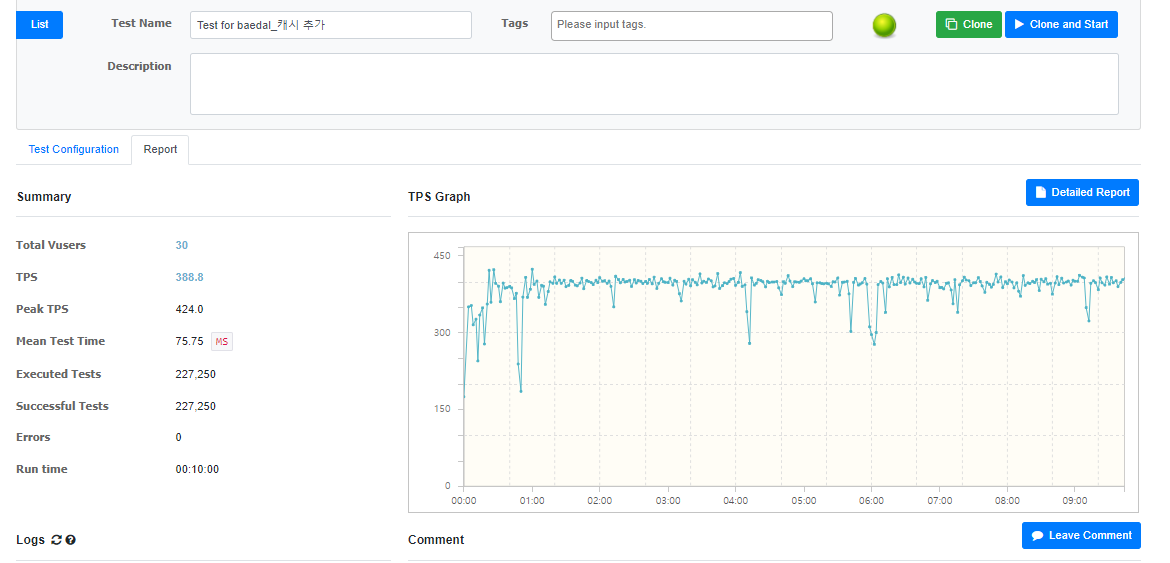 List
Test Name
Test for baedal_캐시 추가
Tags
Please input tags.
Clone
Clone and Start
Description
Test Configuration
Report
Summary
TPS Graph
Detailed Report
Total Vusers 30
TPS 388.8
Peak TPS 424.0
Mean Test Time 75.75 MS
Executed Tests 227,250
Successful Tests 227,250
Errors 0
Run time 00:10:00
450
300
150
0
00:00 01:00 02:00 03:00 04:00 05:00 06:00 07:00 08:00 09:00
Logs
Comment
Leave Comment